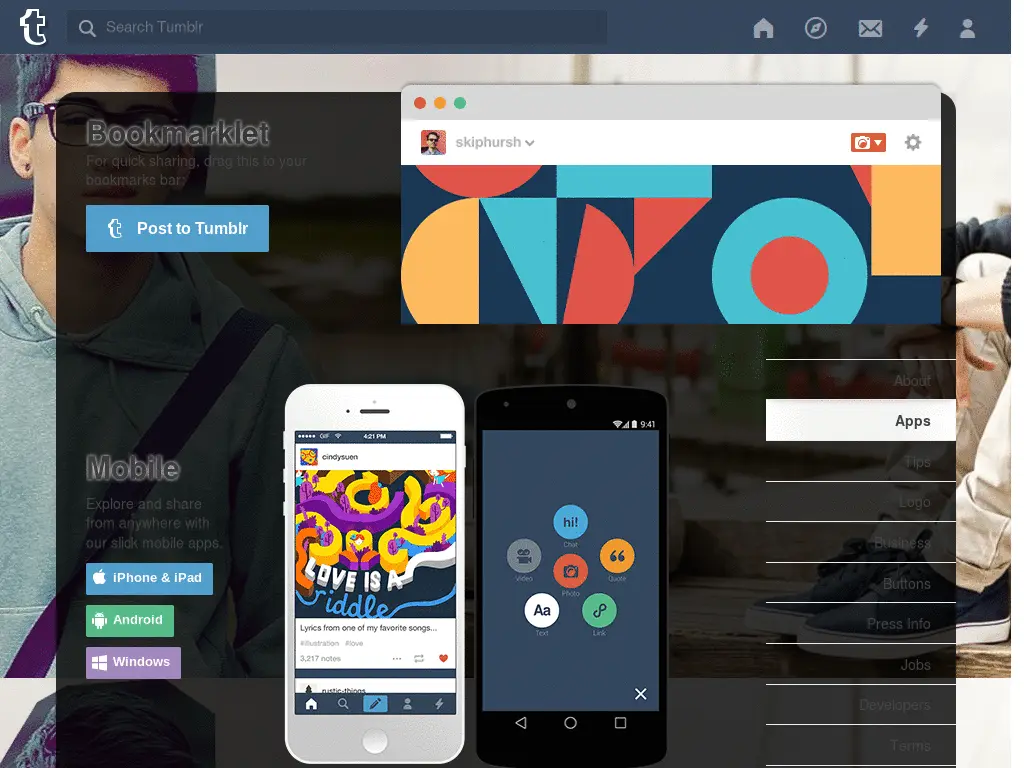 Search Tumblr
Bookmarklet
For quick sharing, drag this to your
bookmarks bar:
Post to Tumblr
skiphursh
About
Apps
Tips
Logo
Business
Buttons
Press Info
Jobs
Developers
Terms
Mobile
Explore and share
from anywhere with
our slick mobile apps.
iPhone & iPad
Android
Windows
GIF 4:21 PM
cindysuen
LOVE IS A
riddle
Lyrics from one of my favorite songs...
#illustration #love
3,217 notes
rustic-things
9:41
hi!
Chat
Video
Quote
Photo
Aa
Text
Link